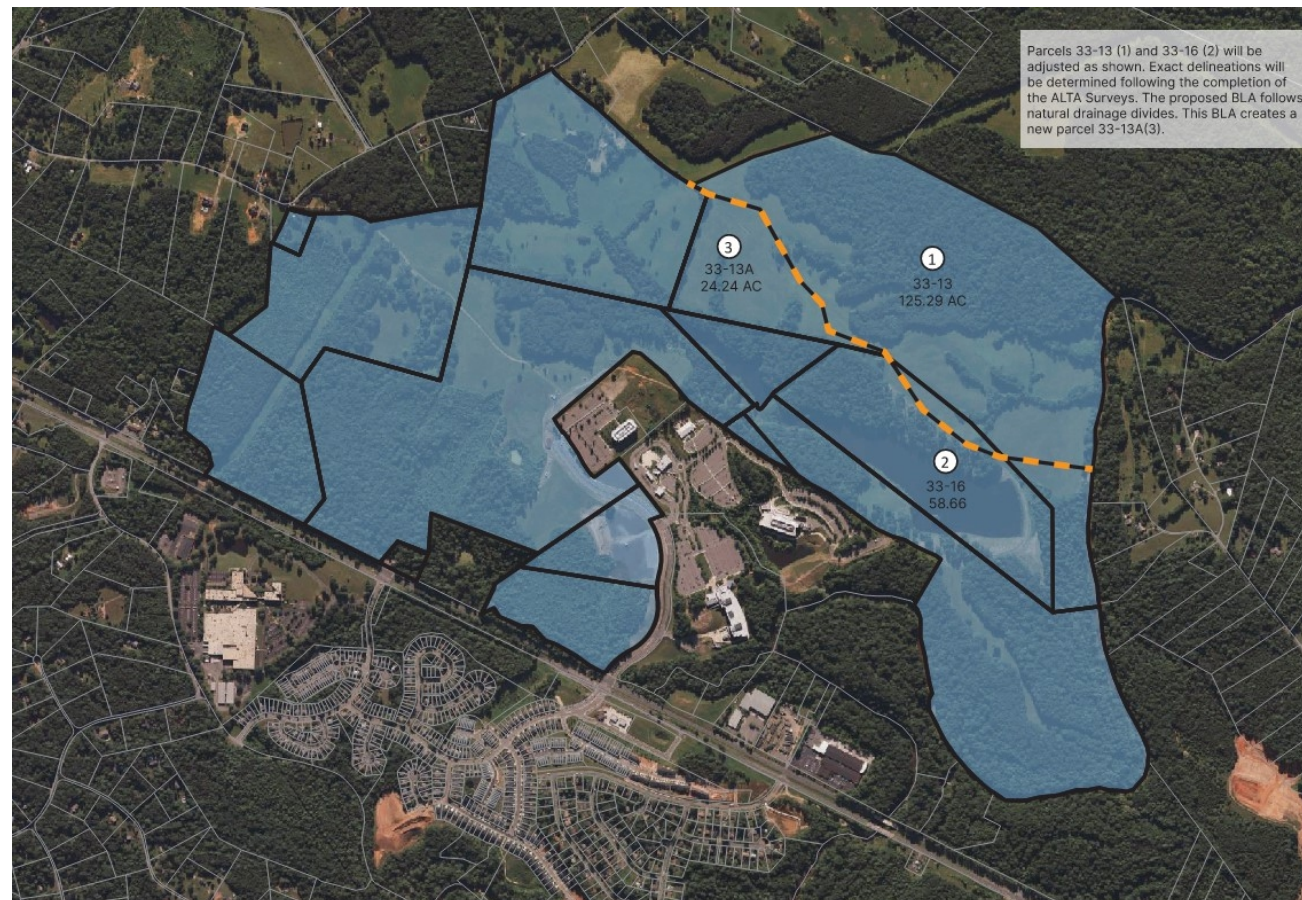 Parcels 33-13 (1) and 33-16 (2) will be
adjusted as shown. Exact delineations will
be determined following the completion of
the ALTA Surveys. The proposed BLA follows
natural drainage divides. This BLA creates a
new parcel 33-13A(3).
3
33-13A
24.24 AC
1
33-13
125.29 AC
2
33-16
58.66